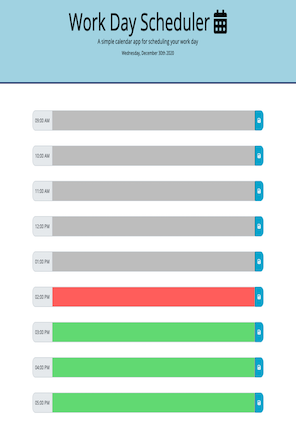 Work Day Scheduler
A simple calendar app for scheduling your work day
Wednesday, December 30th 2020
09:00 AM
10:00 AM
11:00 AM
12:00 PM
01:00 PM
02:00 PM
03:00 PM
04:00 PM
05:00 PM